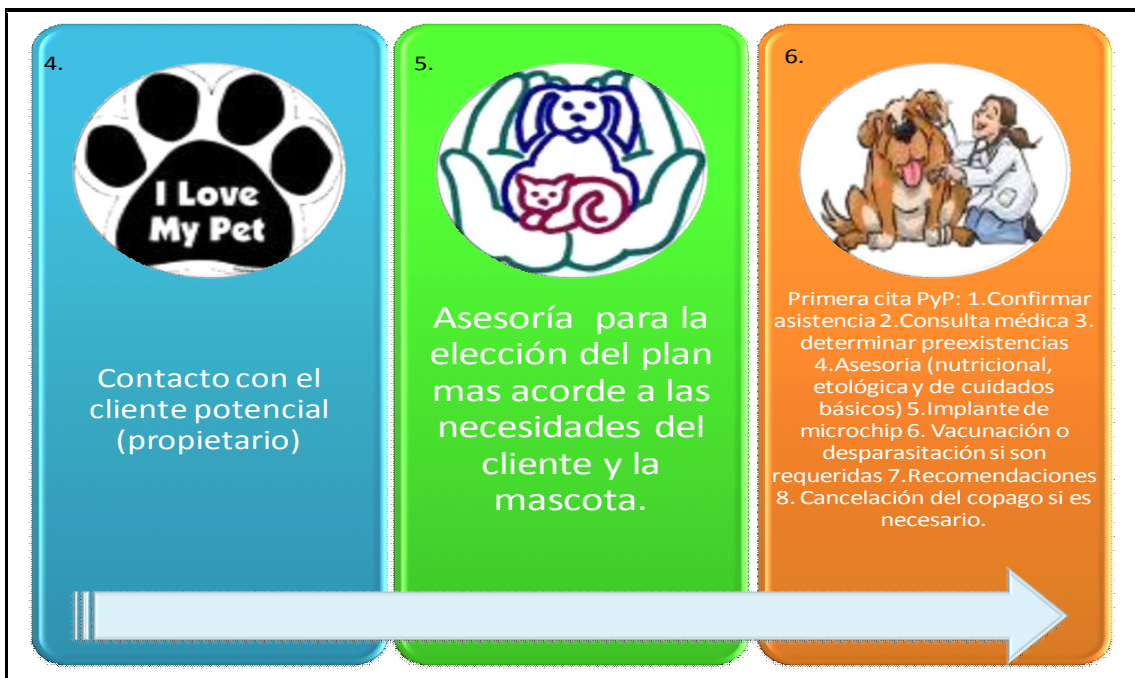 4.
I Love
My Pet
Contacto con el
cliente potencial
(propietario)
5.
Asesoría para la
elección del plan
mas acorde a las
necesidades del
cliente y la
mascota.
6.
Primera cita PyP: 1.Confirmar
asistencia 2.Consulta médica 3.
determinar preexistencias
4.Asesoria (nutricional,
etológica y de cuidados
básicos) 5.Implante de
microchip 6. Vacunación o
desparasitación si son
requeridas 7.Recomendaciones
8. Cancelación del copago si es
necesario.